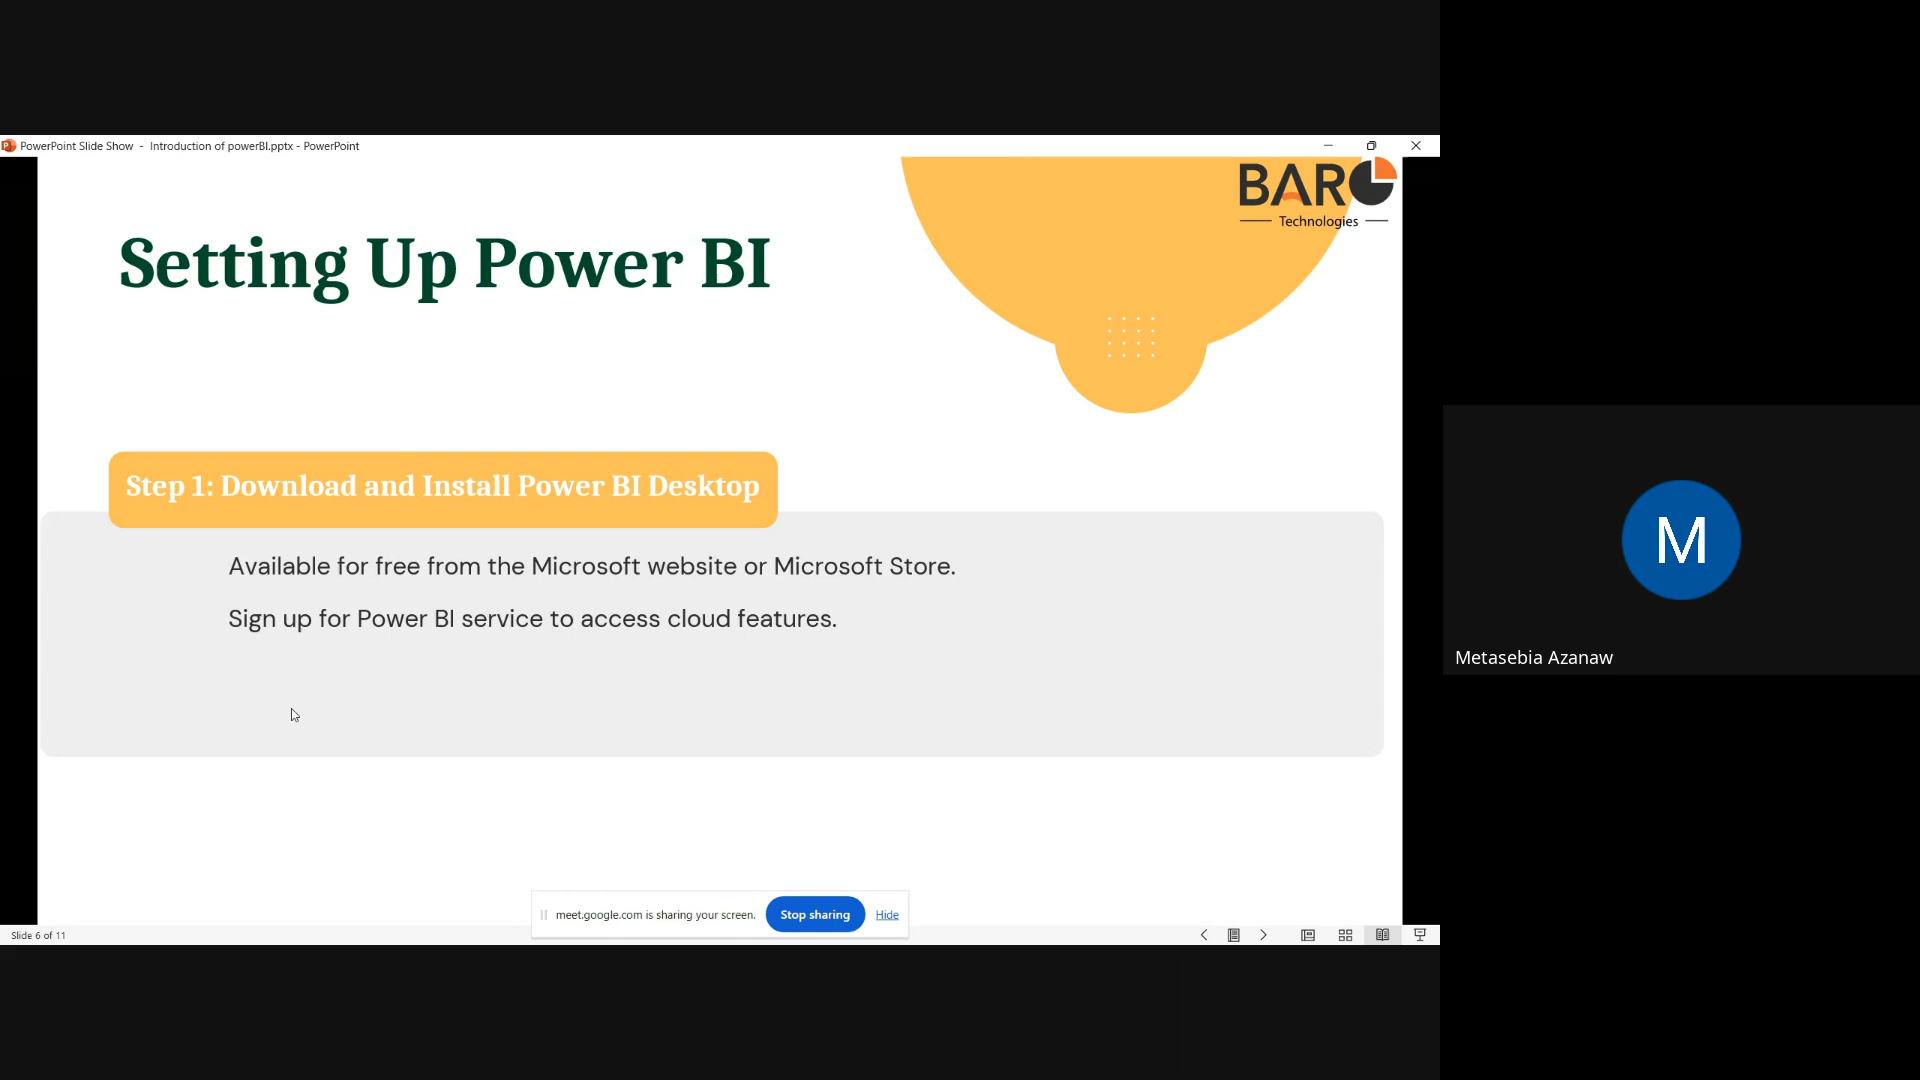 PowerPoint Slide Show - Introduction of powerBI.pptx - PowerPoint
BARO
Technologies
Setting Up Power BI
Step 1: Download and Install Power BI Desktop
Available for free from the Microsoft website or Microsoft Store.
Sign up for Power BI service to access cloud features.
M
Metasebia Azanaw
meet.google.com is sharing your screen. Stop sharing Hide
Slide 6 of 11